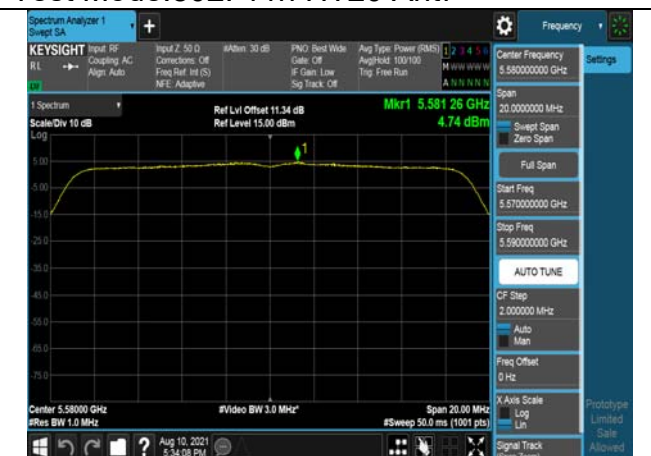 Spectrum Analyzer 1
Swept SA
+
Frequency
KEYSIGHT
RL
Input: RF
Coupling: AC
Align: Auto
Input Z: 50 Ω
Corrections: Off
Freq Ref: Int (S)
NFE: Adaptive
#Atten: 30 dB
PNO: Best Wide
Gate: Off
IF Gain: Low
Sig Track: Off
Avg Type: Power (RMS)
Avg|Hold: 100/100
Trig: Free Run
1 2 3 4 5 6
M W W W W W
A N N N N N
1 Spectrum
Scale/Div 10 dB
Log
Ref Lvl Offset 11.34 dB
Ref Level 15.00 dBm
Mkr1 5.581 26 GHz
4.74 dBm
1
5.00
-5.00
-15.0
-25.0
-35.0
-45.0
-55.0
-65.0
-75.0
Center 5.58000 GHz
#Res BW 1.0 MHz
#Video BW 3.0 MHz*
Span 20.00 MHz
#Sweep 50.0 ms (1001 pts)
Aug 10, 2021
5:34:08 PM
?
Center Frequency
5.580000000 GHz
Settings
Span
20.0000000 MHz
Swept Span
Zero Span
Full Span
Start Freq
5.570000000 GHz
Stop Freq
5.590000000 GHz
AUTO TUNE
CF Step
2.000000 MHz
Auto
Man
Freq Offset
0 Hz
X Axis Scale
Log
Lin
Signal Track
Prototype
Limited
Sale
Allowed